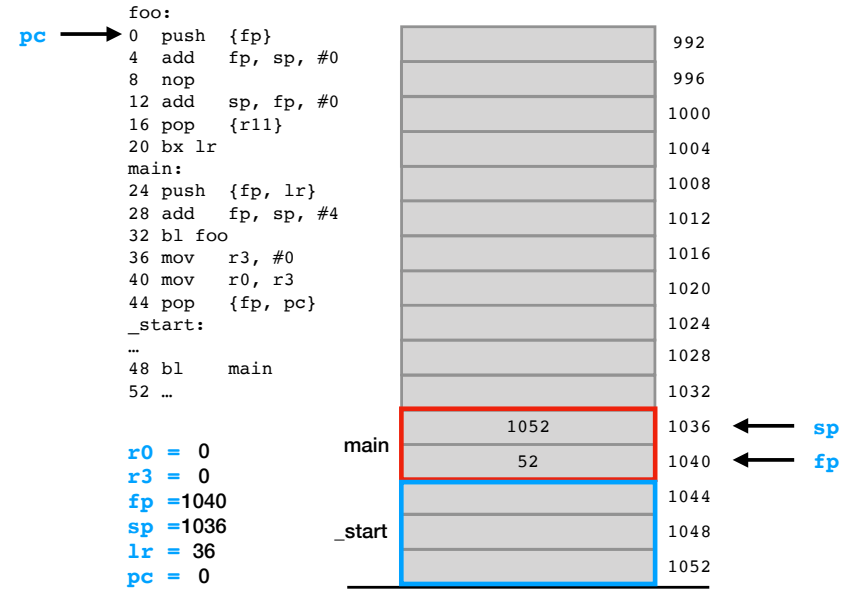 foo:
pc
0 push {fp}
4 add fp, sp, #0
8 nop
12 add sp, fp, #0
16 pop {r11}
20 bx lr
main:
24 push {fp, lr}
28 add fp, sp, #4
32 bl foo
36 mov r3, #0
40 mov r0, r3
44 pop {fp, pc}
_start:
…
48 bl main
52 …
r0 = 0
r3 = 0
fp =1040
sp =1036
lr = 36
pc = 0
992
996
1000
1004
1008
1012
1016
1020
1024
1028
1032
main 1052 1036 sp
52 1040 fp
1044
_start 1048
1052